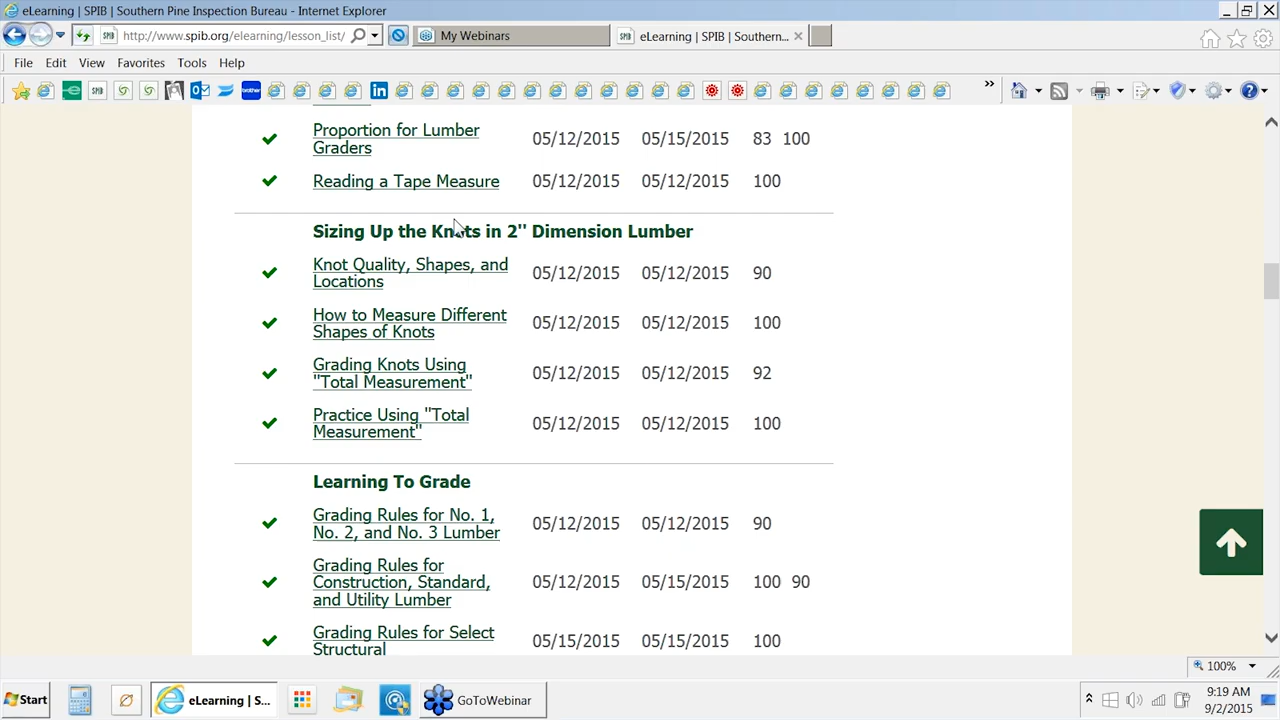 eLearning | SPIB | Southern Pine Inspection Bureau - Internet Explorer
http://www.spib.org/elearning/lesson_list/
My Webinars
SPIB eLearning | SPIB | Southern...
File Edit View Favorites Tools Help
Proportion for Lumber
Graders
05/12/2015 05/15/2015 83 100
Reading a Tape Measure 05/12/2015 05/12/2015 100
Sizing Up the Knots in 2" Dimension Lumber
Knot Quality, Shapes, and
Locations
05/12/2015 05/12/2015 90
How to Measure Different
Shapes of Knots
05/12/2015 05/12/2015 100
Grading Knots Using
"Total Measurement"
05/12/2015 05/12/2015 92
Practice Using "Total
Measurement"
05/12/2015 05/12/2015 100
Learning To Grade
Grading Rules for No. 1,
No. 2, and No. 3 Lumber
05/12/2015 05/12/2015 90
Grading Rules for
Construction, Standard,
and Utility Lumber
05/12/2015 05/15/2015 100 90
Grading Rules for Select
Structural
05/15/2015 05/15/2015 100
100%
Start
eLearning | S...
GoToWebinar
9:19 AM
9/2/2015